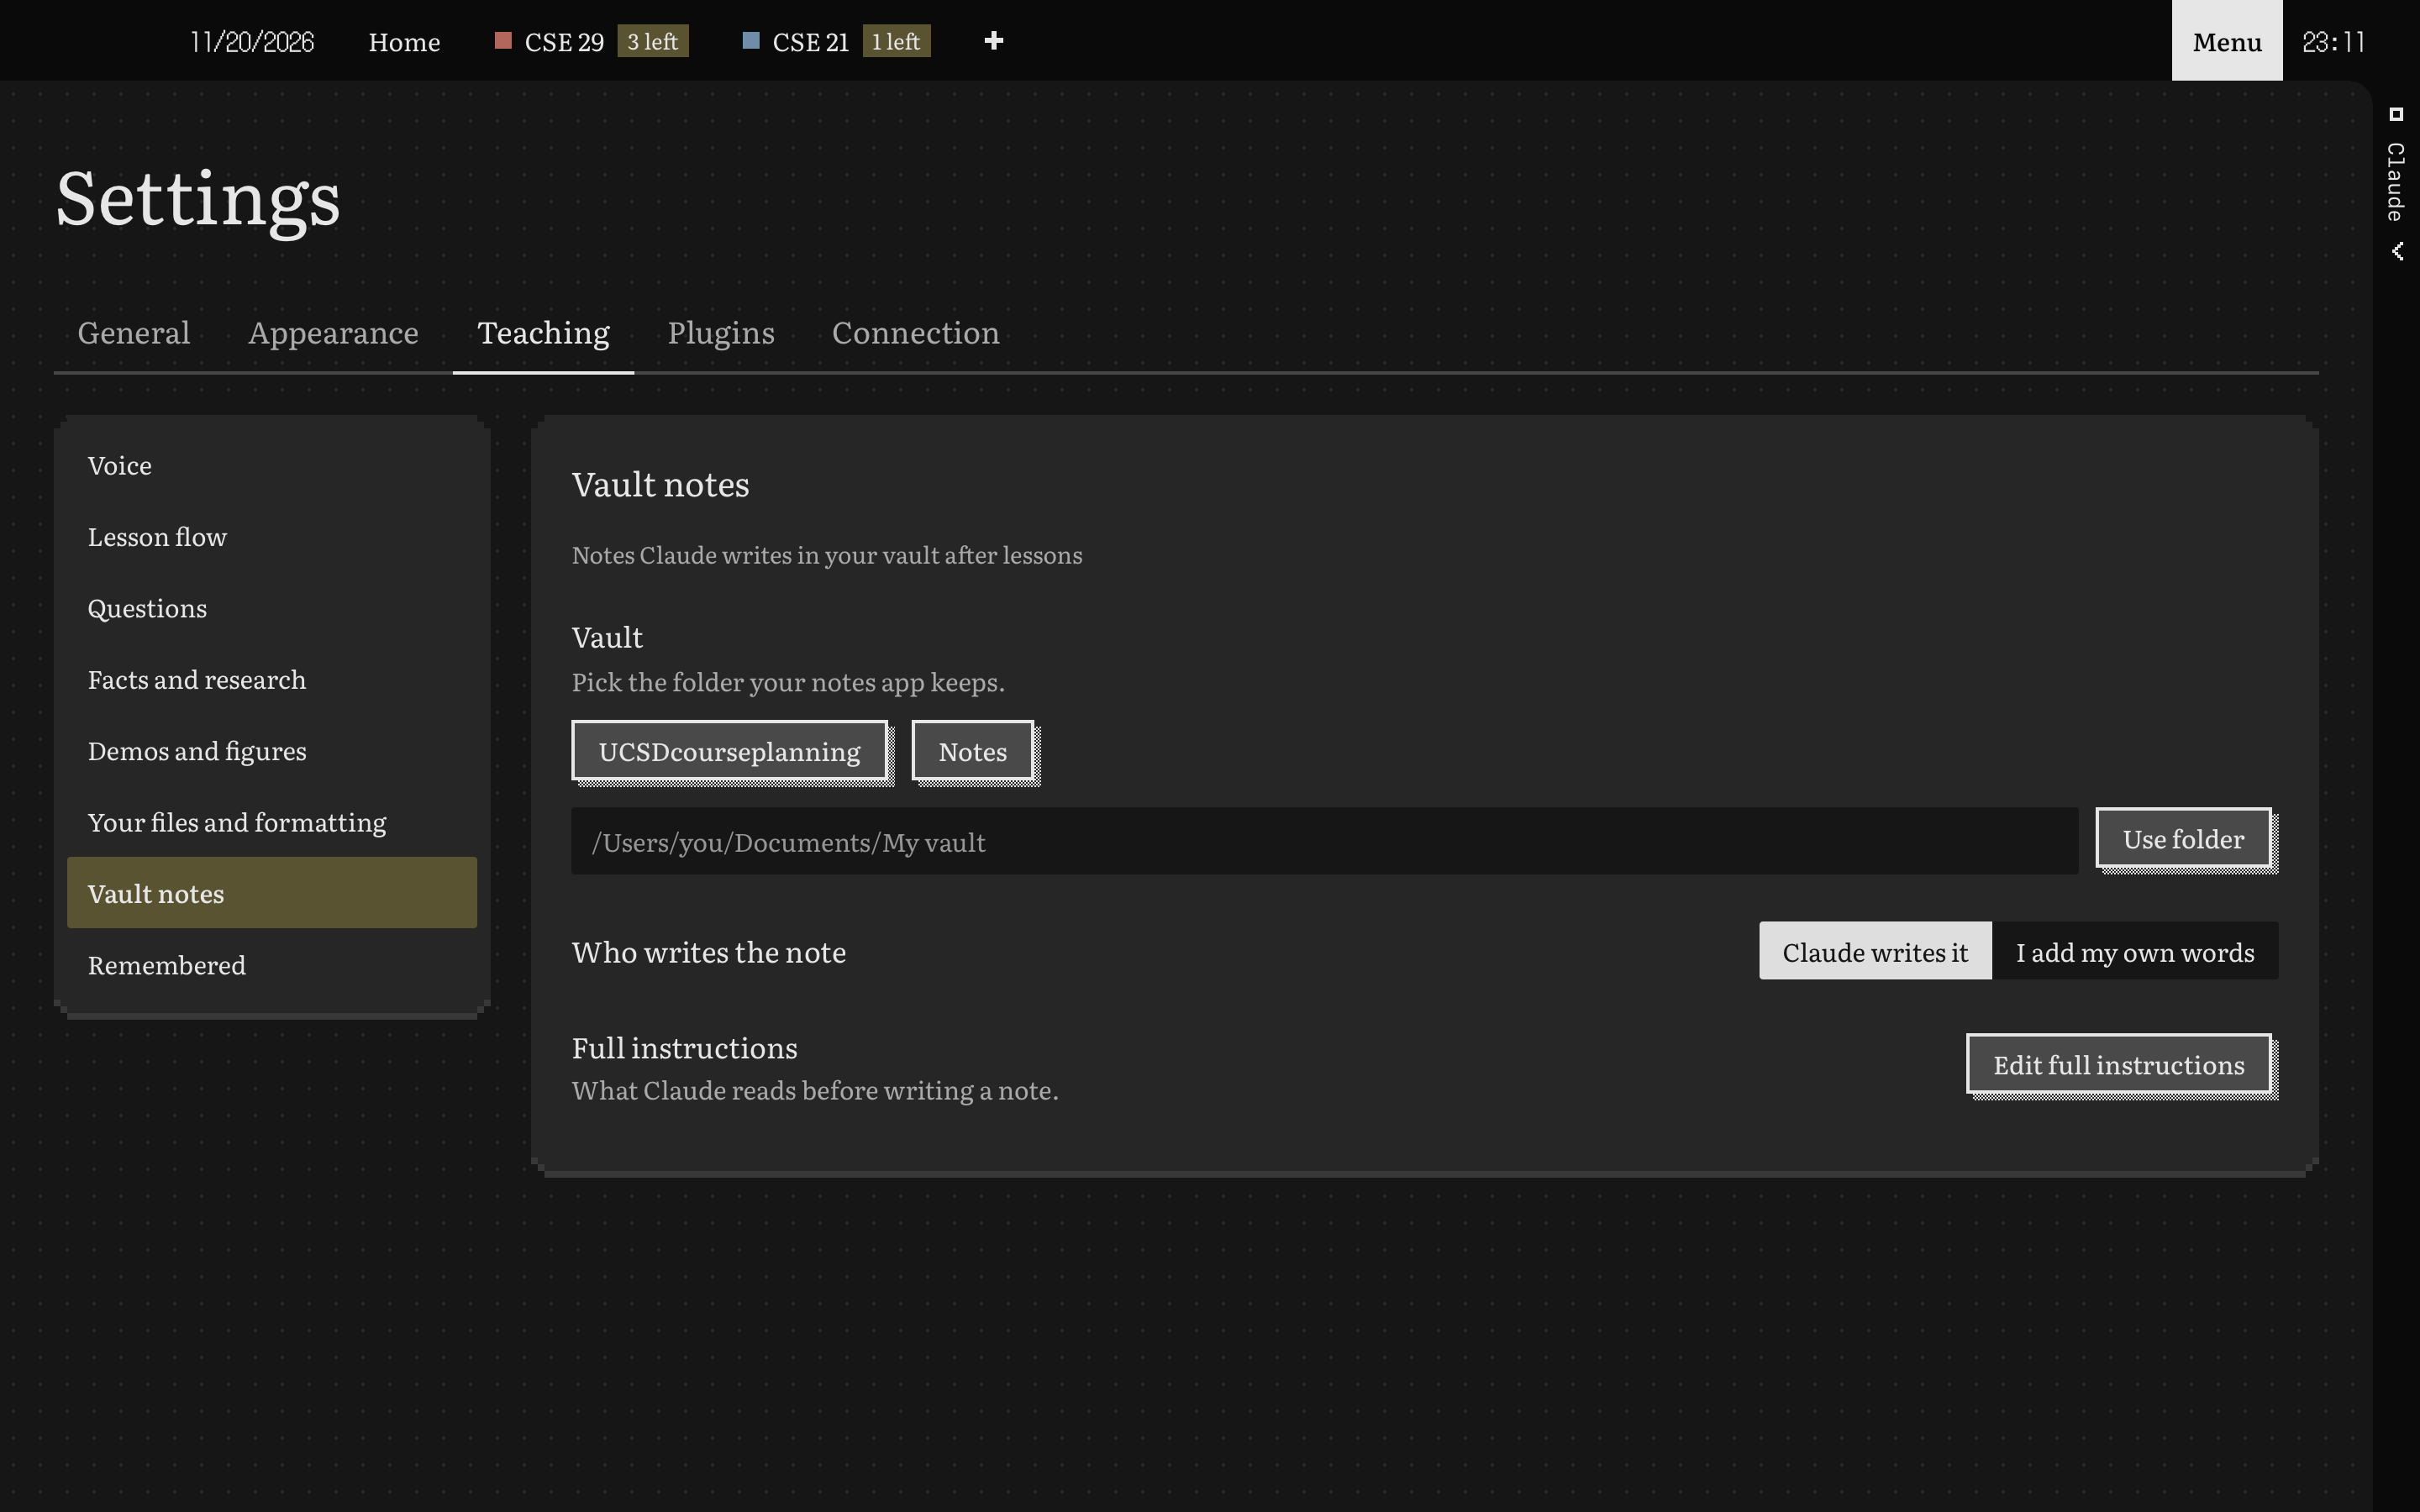 11/20/2026 Home CSE 29 3 left CSE 21 1 left Menu 23:11
Claude
Settings
General Appearance Teaching Plugins Connection
Voice
Lesson flow
Questions
Facts and research
Demos and figures
Your files and formatting
Vault notes
Remembered
Vault notes
Notes Claude writes in your vault after lessons
Vault
Pick the folder your notes app keeps.
UCSDcourseplanning Notes
/Users/you/Documents/My vault Use folder
Who writes the note Claude writes it I add my own words
Full instructions
What Claude reads before writing a note.
Edit full instructions